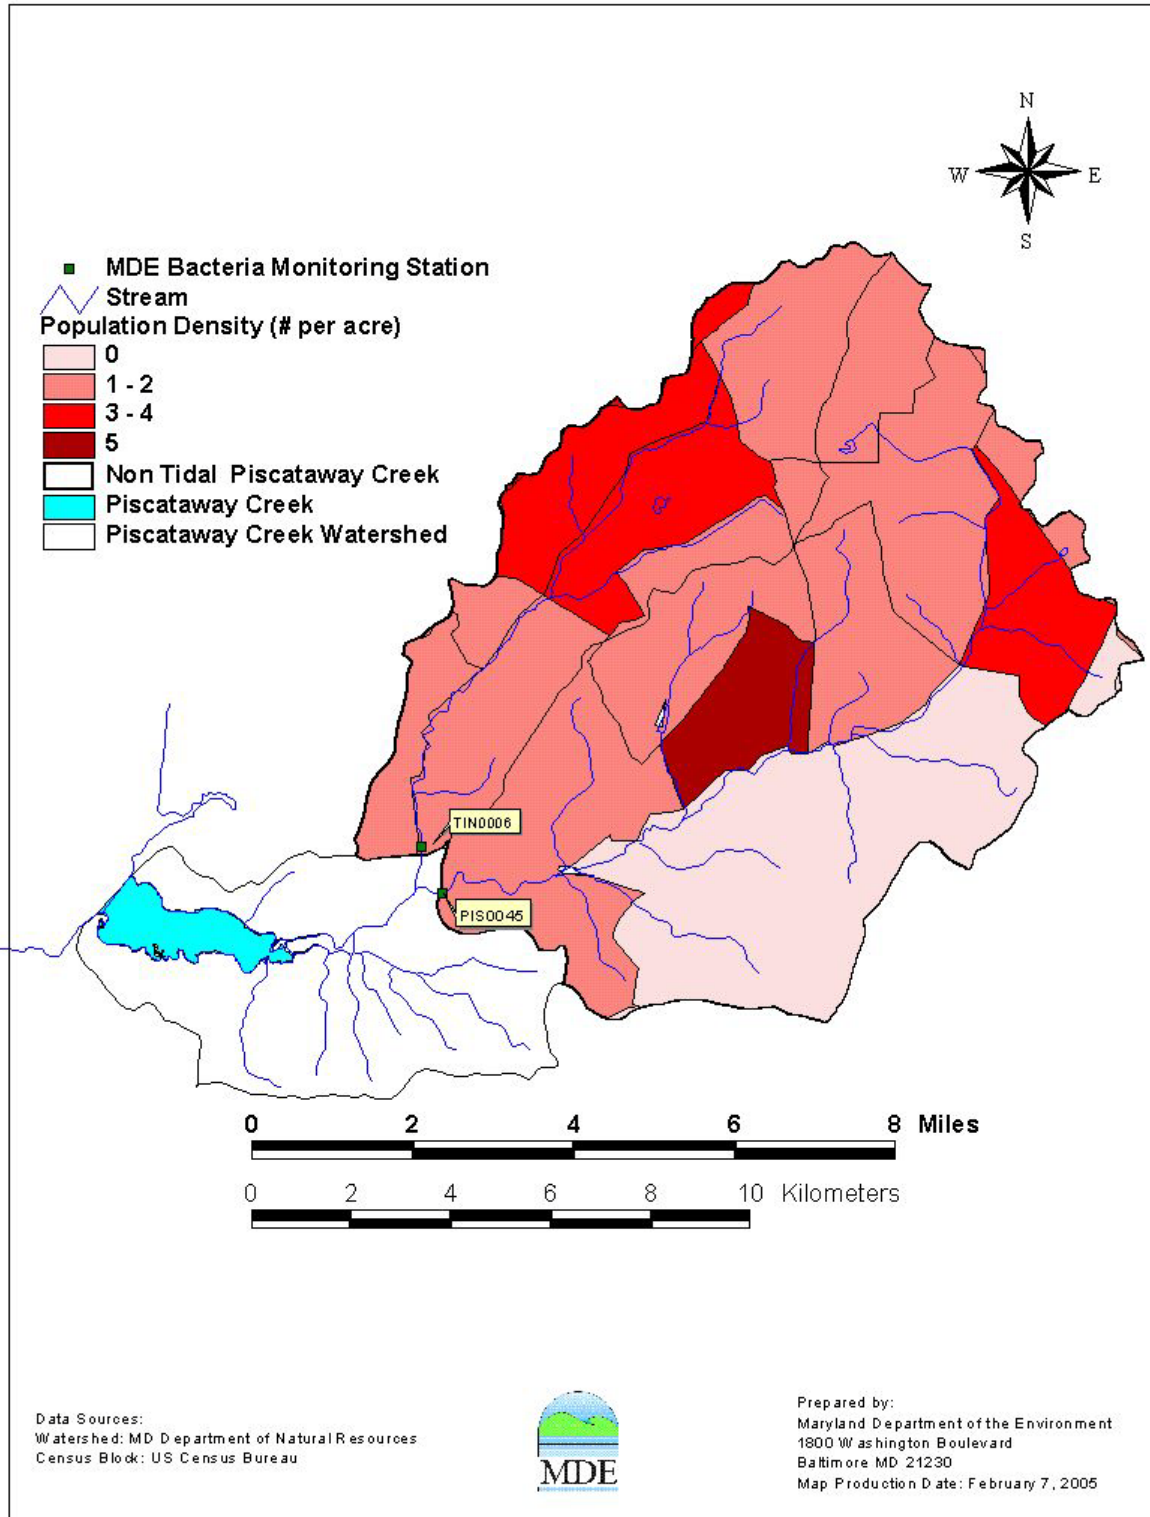 N
W E
S
MDE Bacteria Monitoring Station
Stream
Population Density (# per acre)
0
1 - 2
3 - 4
5
Non Tidal Piscataway Creek
Piscataway Creek
Piscataway Creek Watershed
TIN0006
PIS0045
0 2 4 6 8 Miles
0 2 4 6 8 10 Kilometers
Data Sources:
Watershed: MD Department of Natural Resources
Census Block: US Census Bureau
MDE
Prepared by:
Maryland Department of the Environment
1800 Washington Boulevard
Baltimore MD 21230
Map Production Date: February 7, 2005